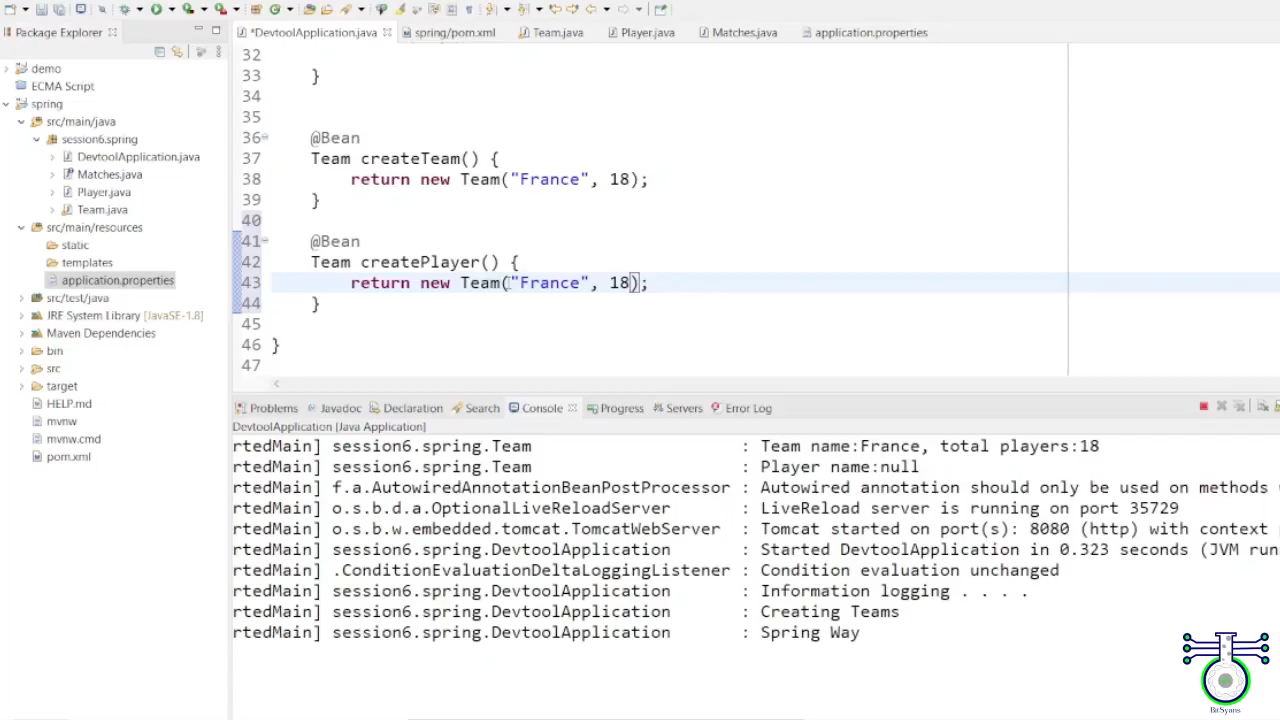 Package Explorer
*DevtoolApplication.java
spring/pom.xml
Team.java
Player.java
Matches.java
application.properties
demo
ECMA Script
spring
src/main/java
session6.spring
DevtoolApplication.java
Matches.java
Player.java
Team.java
src/main/resources
static
templates
application.properties
src/test/java
JRE System Library [JavaSE-1.8]
Maven Dependencies
bin
src
target
HELP.md
mvnw
mvnw.cmd
pom.xml
32
33 }
34
35
36 @Bean
37 Team createTeam() {
38 return new Team("France", 18);
39 }
40
41 @Bean
42 Team createPlayer() {
43 return new Team("France", 18);
44 }
45
46 }
47
Problems Javadoc Declaration Search Console Progress Servers Error Log
DevtoolApplication [Java Application]
rtedMain] session6.spring.Team : Team name:France, total players:18
rtedMain] session6.spring.Team : Player name:null
rtedMain] f.a.AutowiredAnnotationBeanPostProcessor : Autowired annotation should only be used on methods
rtedMain] o.s.b.d.a.OptionalLiveReloadServer : LiveReload server is running on port 35729
rtedMain] o.s.b.w.embedded.tomcat.TomcatWebServer : Tomcat started on port(s): 8080 (http) with context
rtedMain] session6.spring.DevtoolApplication : Started DevtoolApplication in 0.323 seconds (JVM run
rtedMain] .ConditionEvaluationDeltaLoggingListener : Condition evaluation unchanged
rtedMain] session6.spring.DevtoolApplication : Information logging . . . .
rtedMain] session6.spring.DevtoolApplication : Creating Teams
rtedMain] session6.spring.DevtoolApplication : Spring Way
BitSyans